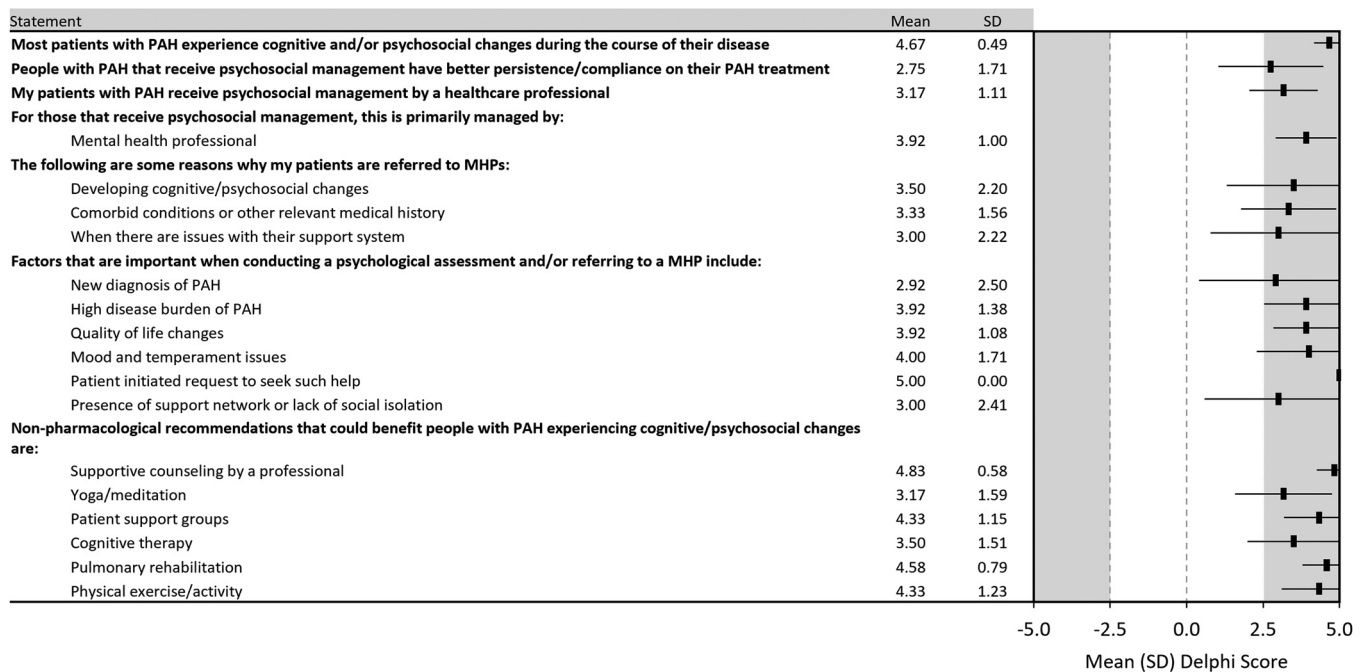 Statement Mean SD
Most patients with PAH experience cognitive and/or psychosocial changes during the course of their disease 4.67 0.49
People with PAH that receive psychosocial management have better persistence/compliance on their PAH treatment 2.75 1.71
My patients with PAH receive psychosocial management by a healthcare professional 3.17 1.11
For those that receive psychosocial management, this is primarily managed by:
Mental health professional 3.92 1.00
The following are some reasons why my patients are referred to MHPs:
Developing cognitive/psychosocial changes 3.50 2.20
Comorbid conditions or other relevant medical history 3.33 1.56
When there are issues with their support system 3.00 2.22
Factors that are important when conducting a psychological assessment and/or referring to a MHP include:
New diagnosis of PAH 2.92 2.50
High disease burden of PAH 3.92 1.38
Quality of life changes 3.92 1.08
Mood and temperament issues 4.00 1.71
Patient initiated request to seek such help 5.00 0.00
Presence of support network or lack of social isolation 3.00 2.41
Non-pharmacological recommendations that could benefit people with PAH experiencing cognitive/psychosocial changes
are:
Supportive counseling by a professional 4.83 0.58
Yoga/meditation 3.17 1.59
Patient support groups 4.33 1.15
Cognitive therapy 3.50 1.51
Pulmonary rehabilitation 4.58 0.79
Physical exercise/activity 4.33 1.23
-5.0 -2.5 0.0 2.5 5.0
Mean (SD) Delphi Score